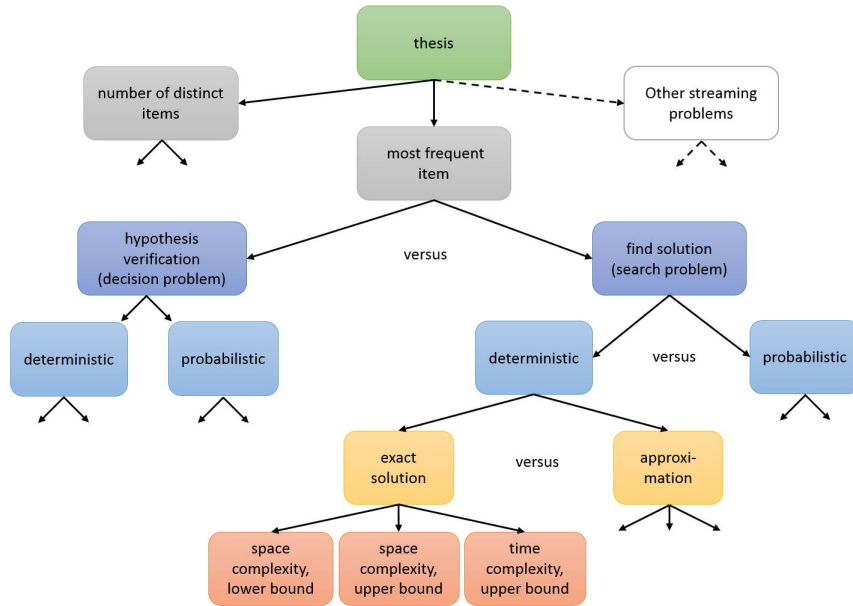 thesis
number of distinct
items
Other streaming
problems
most frequent
item
hypothesis
verification
(decision problem)
versus
find solution
(search problem)
deterministic
probabilistic
deterministic
versus
probabilistic
exact
solution
versus
approxi-
mation
space
complexity,
lower bound
space
complexity,
upper bound
time
complexity,
upper bound